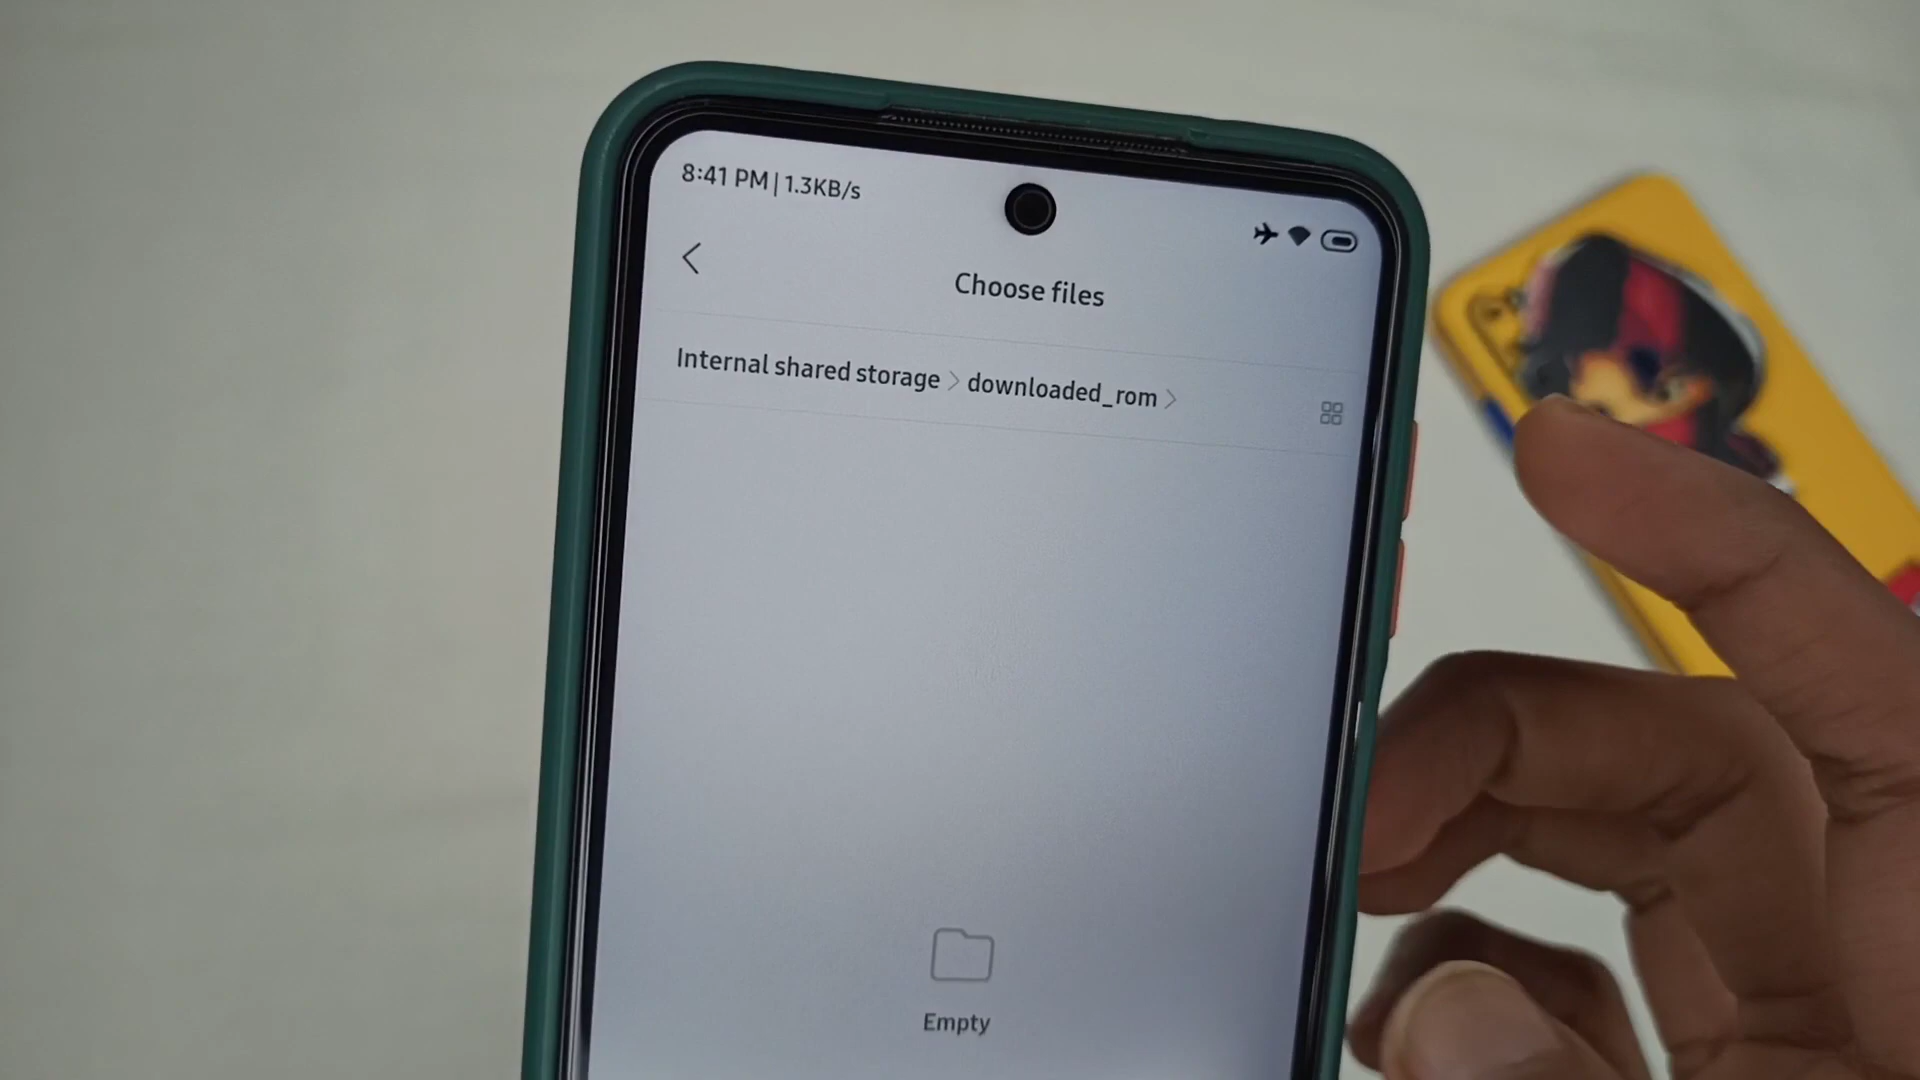 8:41 PM | 1.3KB/s
Choose files
Internal shared storage > downloaded_rom >
Empty